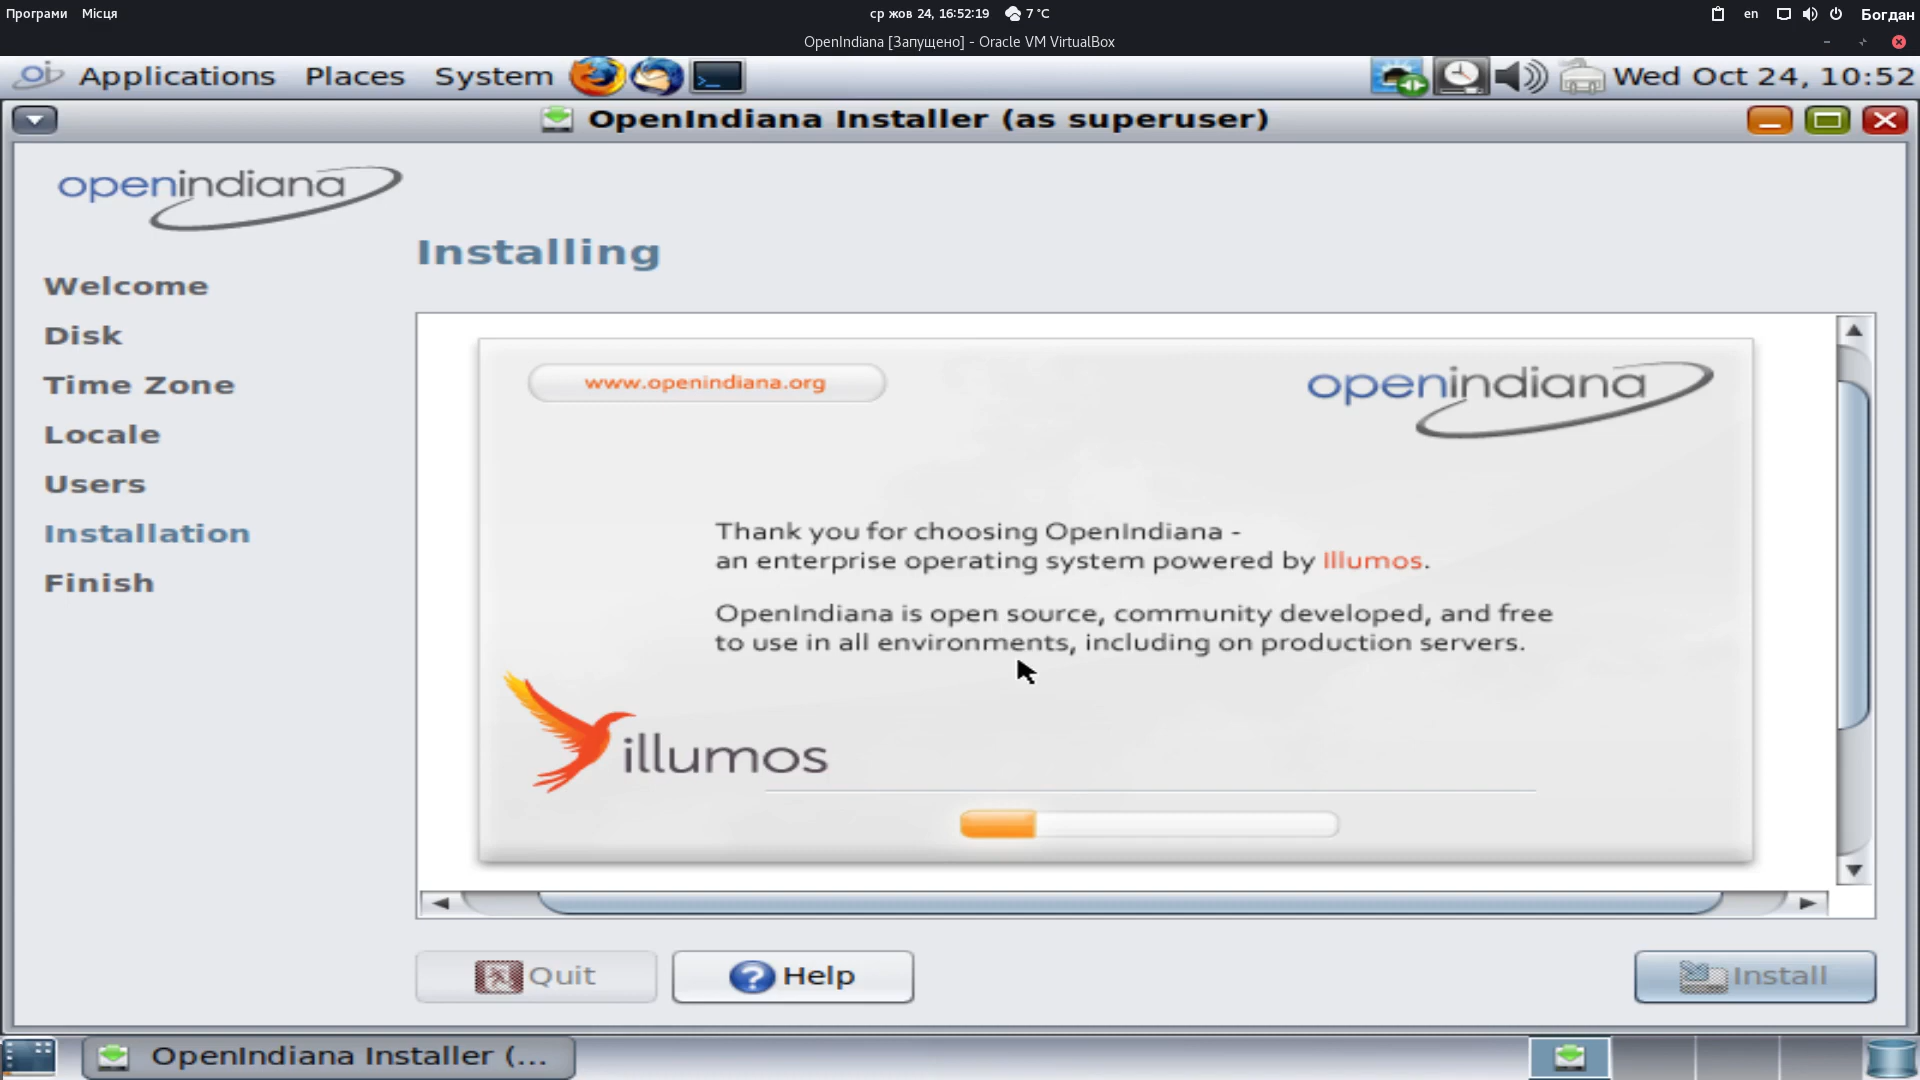 Програми Місця ср жов 24, 16:52:19 7 °C en Богдан
OpenIndiana [Запущено] - Oracle VM VirtualBox
Applications Places System Wed Oct 24, 10:52
OpenIndiana Installer (as superuser)
openindiana
Installing
Welcome
Disk
Time Zone
Locale
Users
Installation
Finish
www.openindiana.org
openindiana
Thank you for choosing OpenIndiana -
an enterprise operating system powered by Illumos.
OpenIndiana is open source, community developed, and free
to use in all environments, including on production servers.
illumos
Quit Help Install
OpenIndiana Installer (...